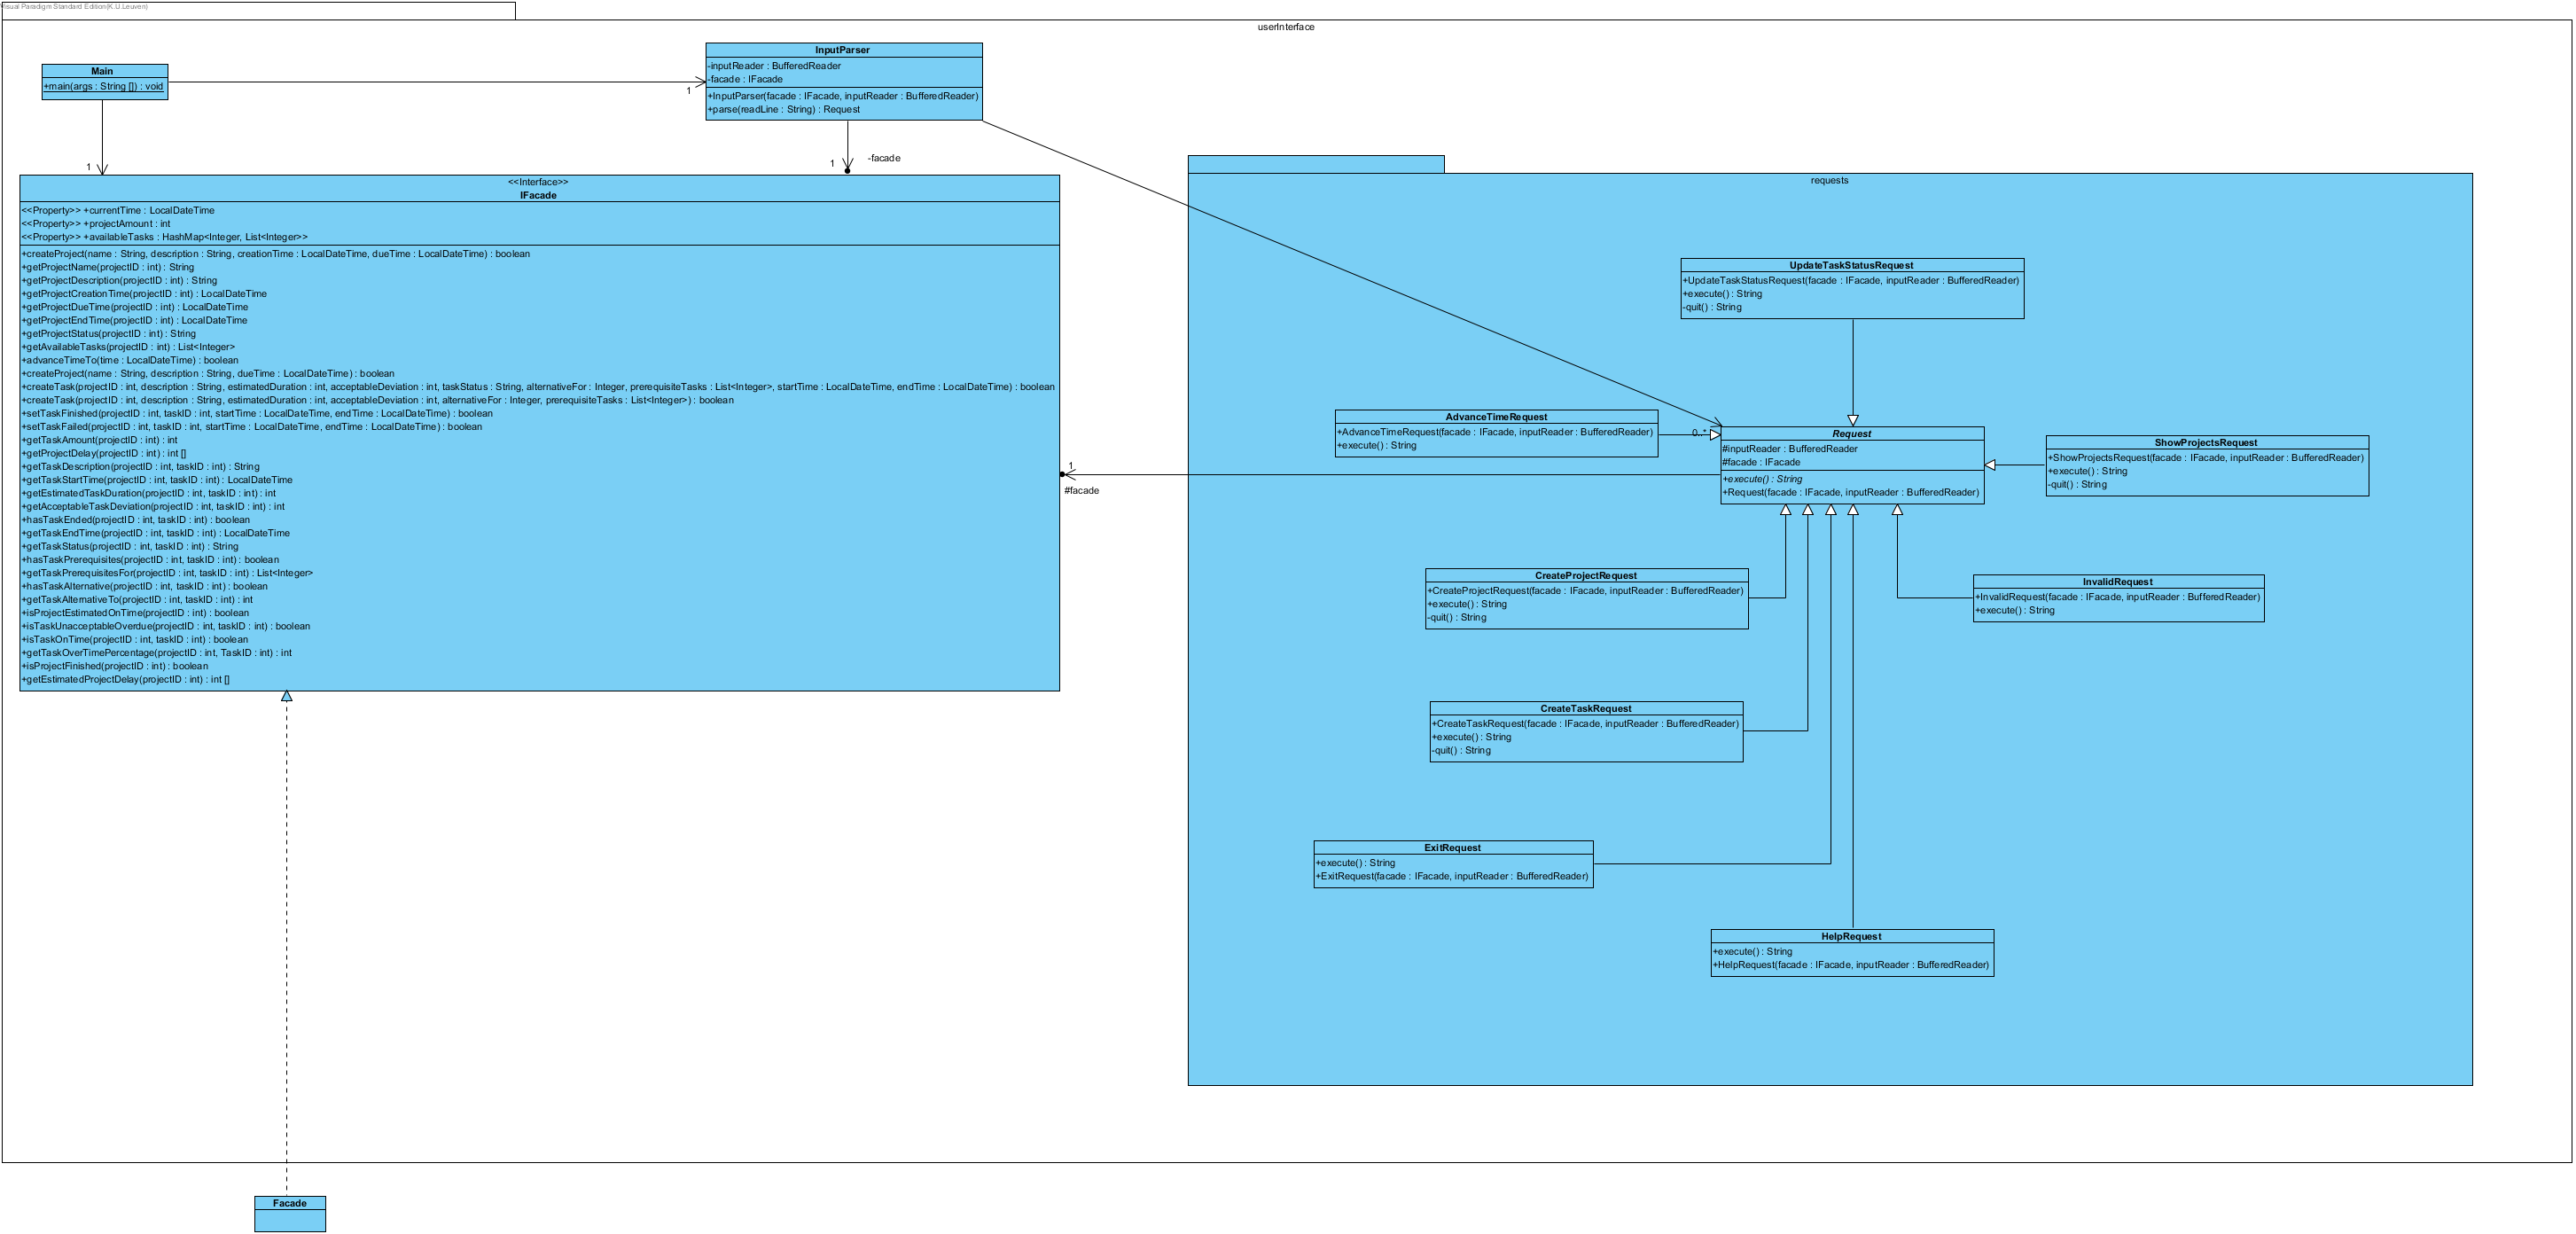 Visual Paradigm Standard Edition(K.U.Leuven)
userInterface
Main
+main(args : String []) : void
1
1
InputParser
-inputReader : BufferedReader
-facade : IFacade
+InputParser(facade : IFacade, inputReader : BufferedReader)
+parse(readLine : String) : Request
1
-facade
<<Interface>>
IFacade
<<Property>> +currentTime : LocalDateTime
<<Property>> +projectAmount : int
<<Property>> +availableTasks : HashMap<Integer, List<Integer>>
+createProject(name : String, description : String, creationTime : LocalDateTime, dueTime : LocalDateTime) : boolean
+getProjectName(projectID : int) : String
+getProjectDescription(projectID : int) : String
+getProjectCreationTime(projectID : int) : LocalDateTime
+getProjectDueTime(projectID : int) : LocalDateTime
+getProjectEndTime(projectID : int) : LocalDateTime
+getProjectStatus(projectID : int) : String
+getAvailableTasks(projectID : int) : List<Integer>
+advanceTimeTo(time : LocalDateTime) : boolean
+createProject(name : String, description : String, dueTime : LocalDateTime) : boolean
+createTask(projectID : int, description : String, estimatedDuration : int, acceptableDeviation : int, taskStatus : String, alternativeFor : Integer, prerequisiteTasks : List<Integer>, startTime : LocalDateTime, endTime : LocalDateTime) : boolean
+createTask(projectID : int, description : String, estimatedDuration : int, acceptableDeviation : int, alternativeFor : Integer, prerequisiteTasks : List<Integer>) : boolean
+setTaskFinished(projectID : int, taskID : int, startTime : LocalDateTime, endTime : LocalDateTime) : boolean
+setTaskFailed(projectID : int, taskID : int, startTime : LocalDateTime, endTime : LocalDateTime) : boolean
+getTaskAmount(projectID : int) : int
+getProjectDelay(projectID : int) : int []
+getTaskDescription(projectID : int, taskID : int) : String
+getTaskStartTime(projectID : int, taskID : int) : LocalDateTime
+getEstimatedTaskDuration(projectID : int, taskID : int) : int
+getAcceptableTaskDeviation(projectID : int, taskID : int) : int
+hasTaskEnded(projectID : int, taskID : int) : boolean
+getTaskEndTime(projectID : int, taskID : int) : LocalDateTime
+getTaskStatus(projectID : int, taskID : int) : String
+hasTaskPrerequisites(projectID : int, taskID : int) : boolean
+getTaskPrerequisitesFor(projectID : int, taskID : int) : List<Integer>
+hasTaskAlternative(projectID : int, taskID : int) : boolean
+getTaskAlternativeTo(projectID : int, taskID : int) : int
+isProjectEstimatedOnTime(projectID : int) : boolean
+isTaskUnacceptableOverdue(projectID : int, taskID : int) : boolean
+isTaskOnTime(projectID : int, taskID : int) : boolean
+getTaskOverTimePercentage(projectID : int, TaskID : int) : int
+isProjectFinished(projectID : int) : boolean
+getEstimatedProjectDelay(projectID : int) : int []
1
#facade
requests
UpdateTaskStatusRequest
+UpdateTaskStatusRequest(facade : IFacade, inputReader : BufferedReader)
+execute() : String
-quit() : String
AdvanceTimeRequest
+AdvanceTimeRequest(facade : IFacade, inputReader : BufferedReader)
+execute() : String
0..*
Request
#inputReader : BufferedReader
#facade : IFacade
+execute() : String
+Request(facade : IFacade, inputReader : BufferedReader)
ShowProjectsRequest
+ShowProjectsRequest(facade : IFacade, inputReader : BufferedReader)
+execute() : String
-quit() : String
CreateProjectRequest
+CreateProjectRequest(facade : IFacade, inputReader : BufferedReader)
+execute() : String
-quit() : String
InvalidRequest
+InvalidRequest(facade : IFacade, inputReader : BufferedReader)
+execute() : String
CreateTaskRequest
+CreateTaskRequest(facade : IFacade, inputReader : BufferedReader)
+execute() : String
-quit() : String
ExitRequest
+execute() : String
+ExitRequest(facade : IFacade, inputReader : BufferedReader)
HelpRequest
+execute() : String
+HelpRequest(facade : IFacade, inputReader : BufferedReader)
Facade